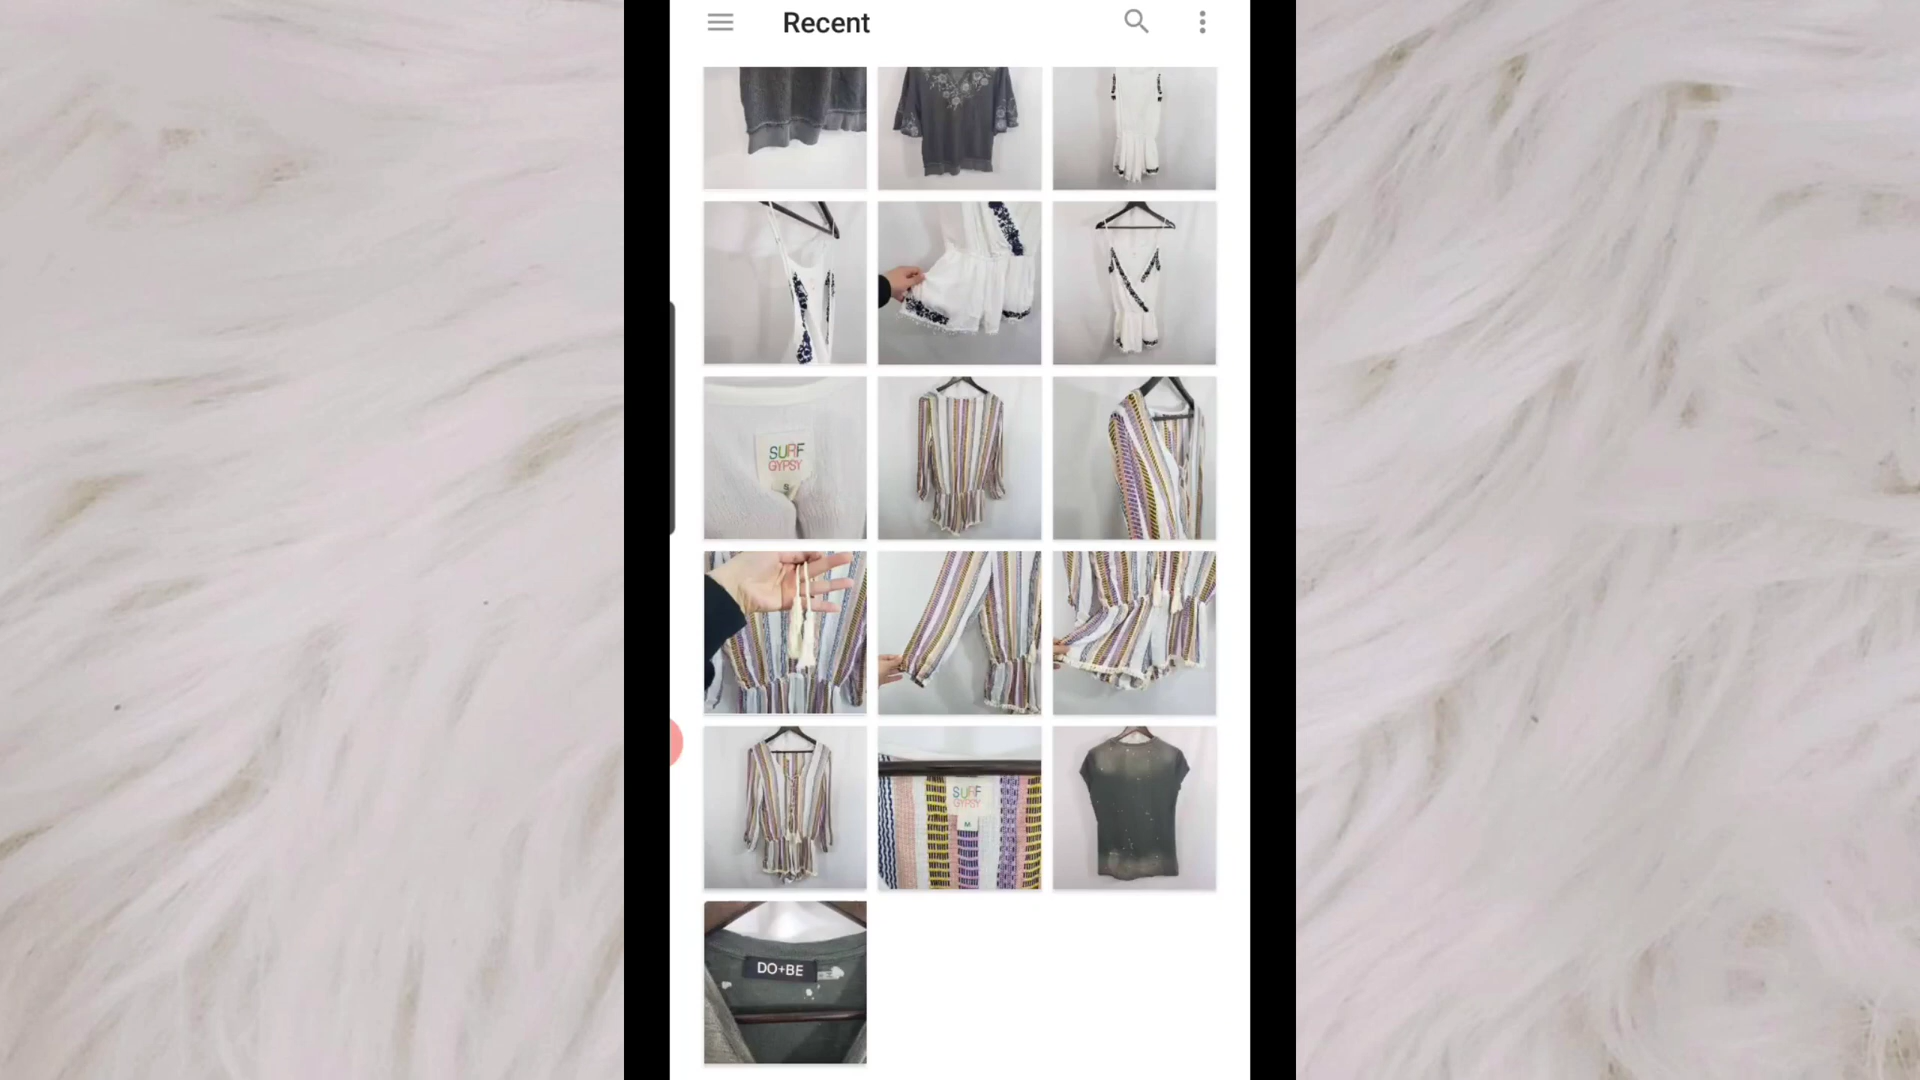 Recent
SURF
GYPSY
S
SURF
GYPSY
M
DO+BE